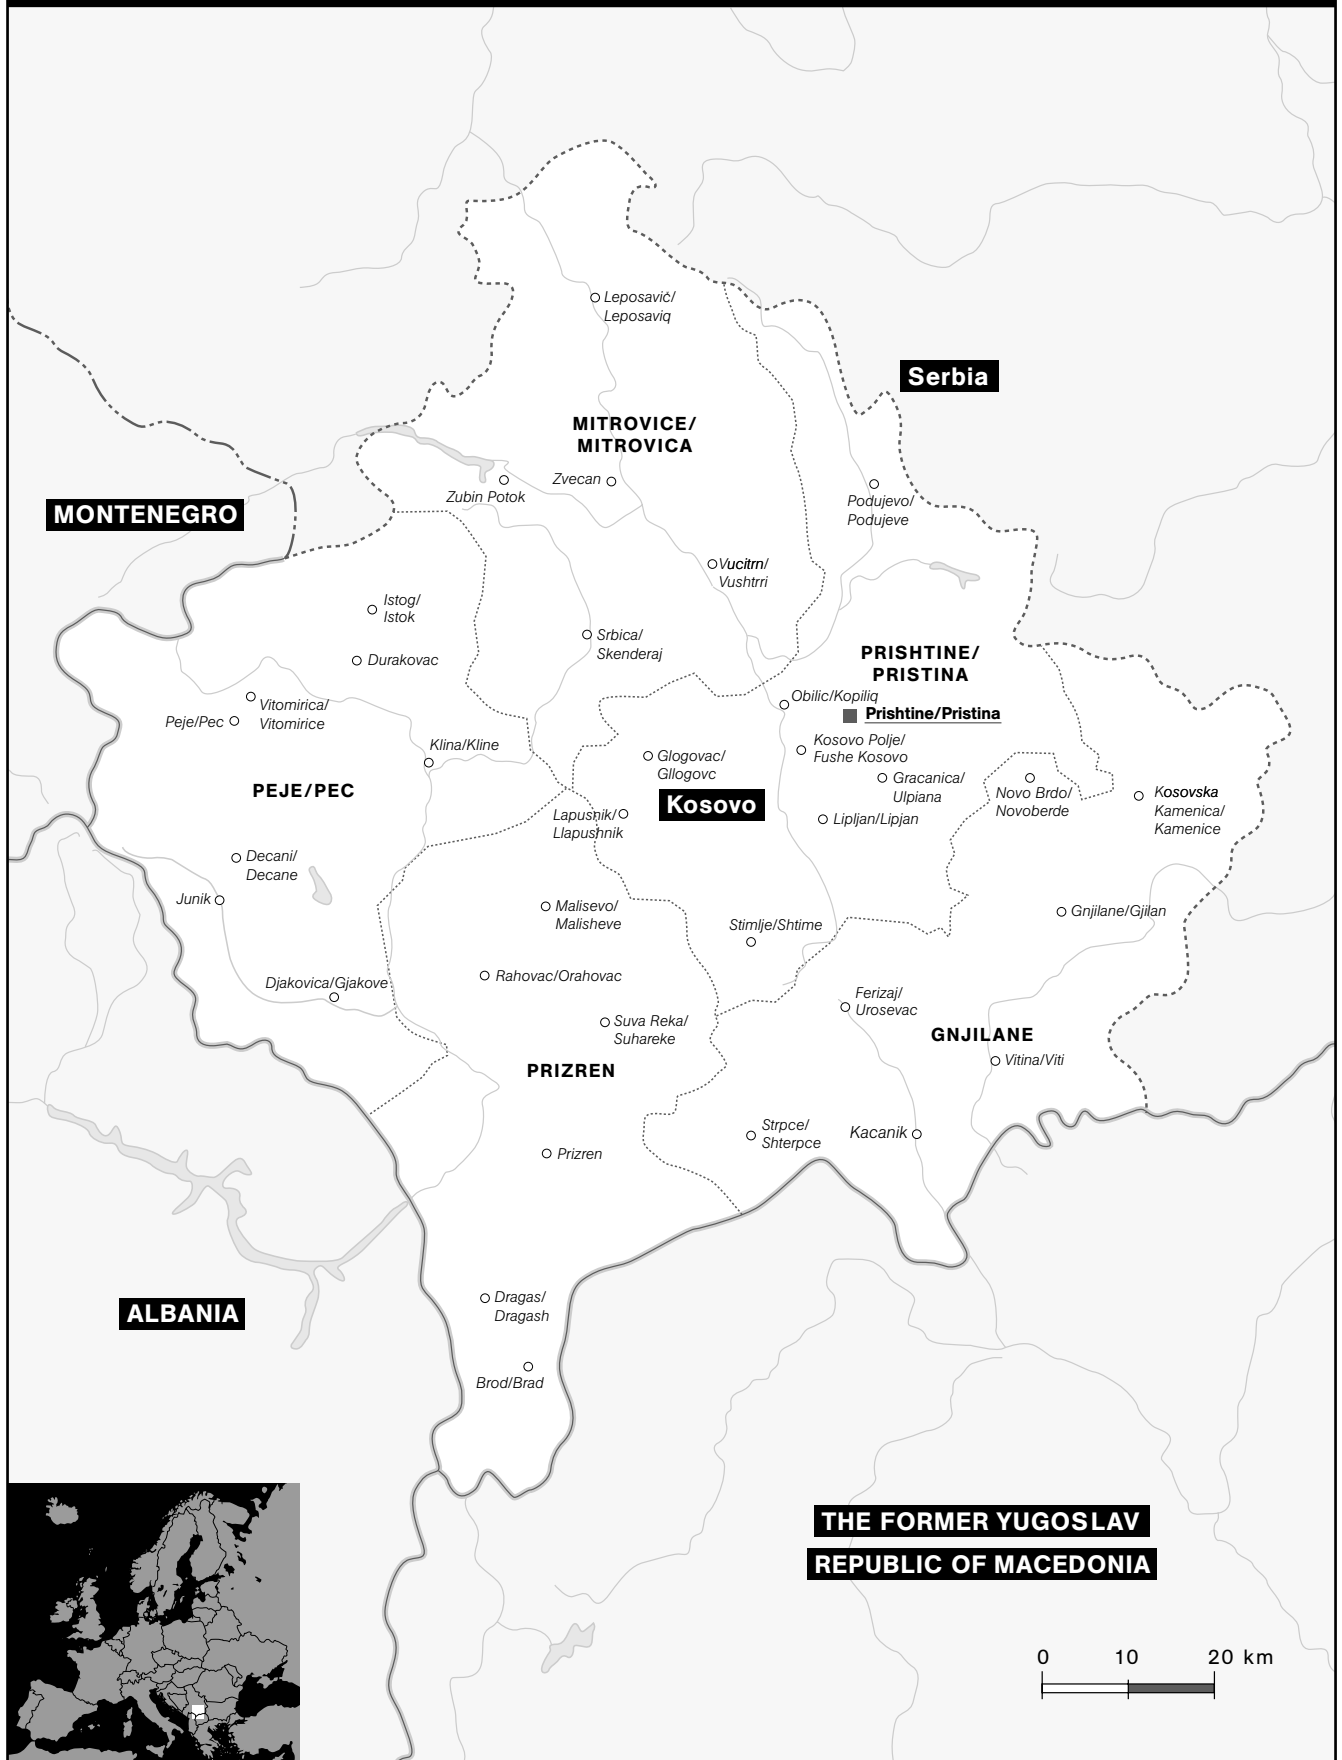 Leposavić/
Leposaviq
Serbia
MITROVICE/
MITROVICA
Zvecan
Zubin Potok
Podujevo/
Podujeve
MONTENEGRO
Vucitrn/
Vushtrri
Istog/
Istok
Srbica/
Skenderaj
Durakovac
PRISHTINE/
PRISTINA
Obilic/Kopiliq
Vitomirica/
Vitomirice
Peje/Pec
Prishtine/Pristina
Klina/Kline
Kosovo Polje/
Fushe Kosovo
Glogovac/
Gllogovc
Gracanica/
Ulpiana
PEJE/PEC
Novo Brdo/
Novoberde
Kosovska
Kamenica/
Kamenice
Kosovo
Lapusnik/
Llapushnik
Lipljan/Lipjan
Decani/
Decane
Junik
Malisevo/
Malisheve
Gnjilane/Gjilan
Stimlje/Shtime
Rahovac/Orahovac
Djakovica/Gjakove
Ferizaj/
Urosevac
Suva Reka/
Suhareke
GNJILANE
Vitina/Viti
PRIZREN
Strpce/
Shterpce
Kacanik
Prizren
Dragas/
Dragash
ALBANIA
Brod/Brad
THE FORMER YUGOSLAV
REPUBLIC OF MACEDONIA
0 10 20 km